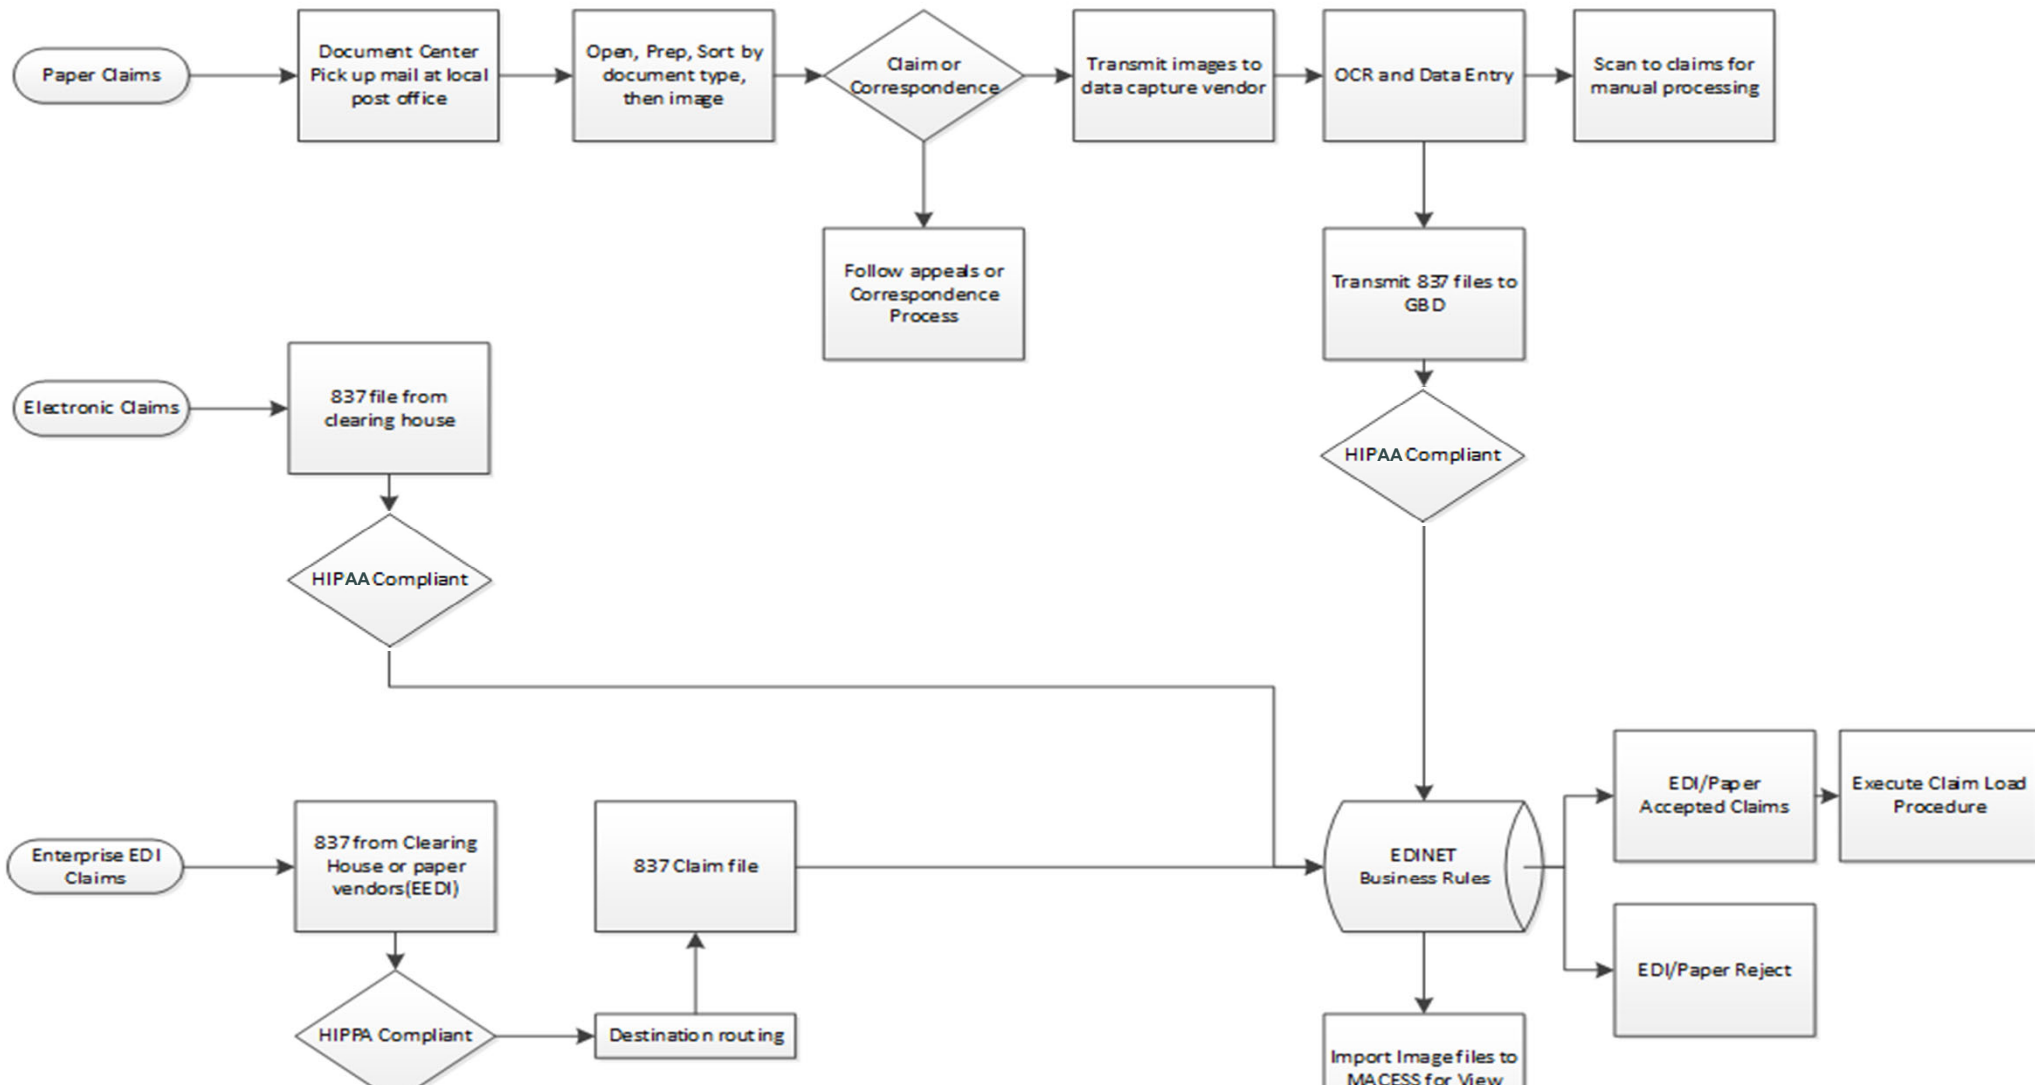 Paper Claims
Document Center
Pick up mail at local
post office
Open, Prep, Sort by
document type,
then image
Claim or
Correspondence
Transmit images to
data capture vendor
OCR and Data Entry
Scan to claims for
manual processing
Follow appeals or
Correspondence
Process
Transmit 837 files to
GBD
Electronic Claims
837 file from
clearing house
HIPAA Compliant
HIPAA Compliant
Enterprise EDI
Claims
837 from Clearing
House or paper
vendors(EEDI)
837 Claim file
EDINET
Business Rules
EDI/Paper
Accepted Claims
Execute Claim Load
Procedure
EDI/Paper Reject
HIPPA Compliant
Destination routing
Import Image files to
MACESS for View